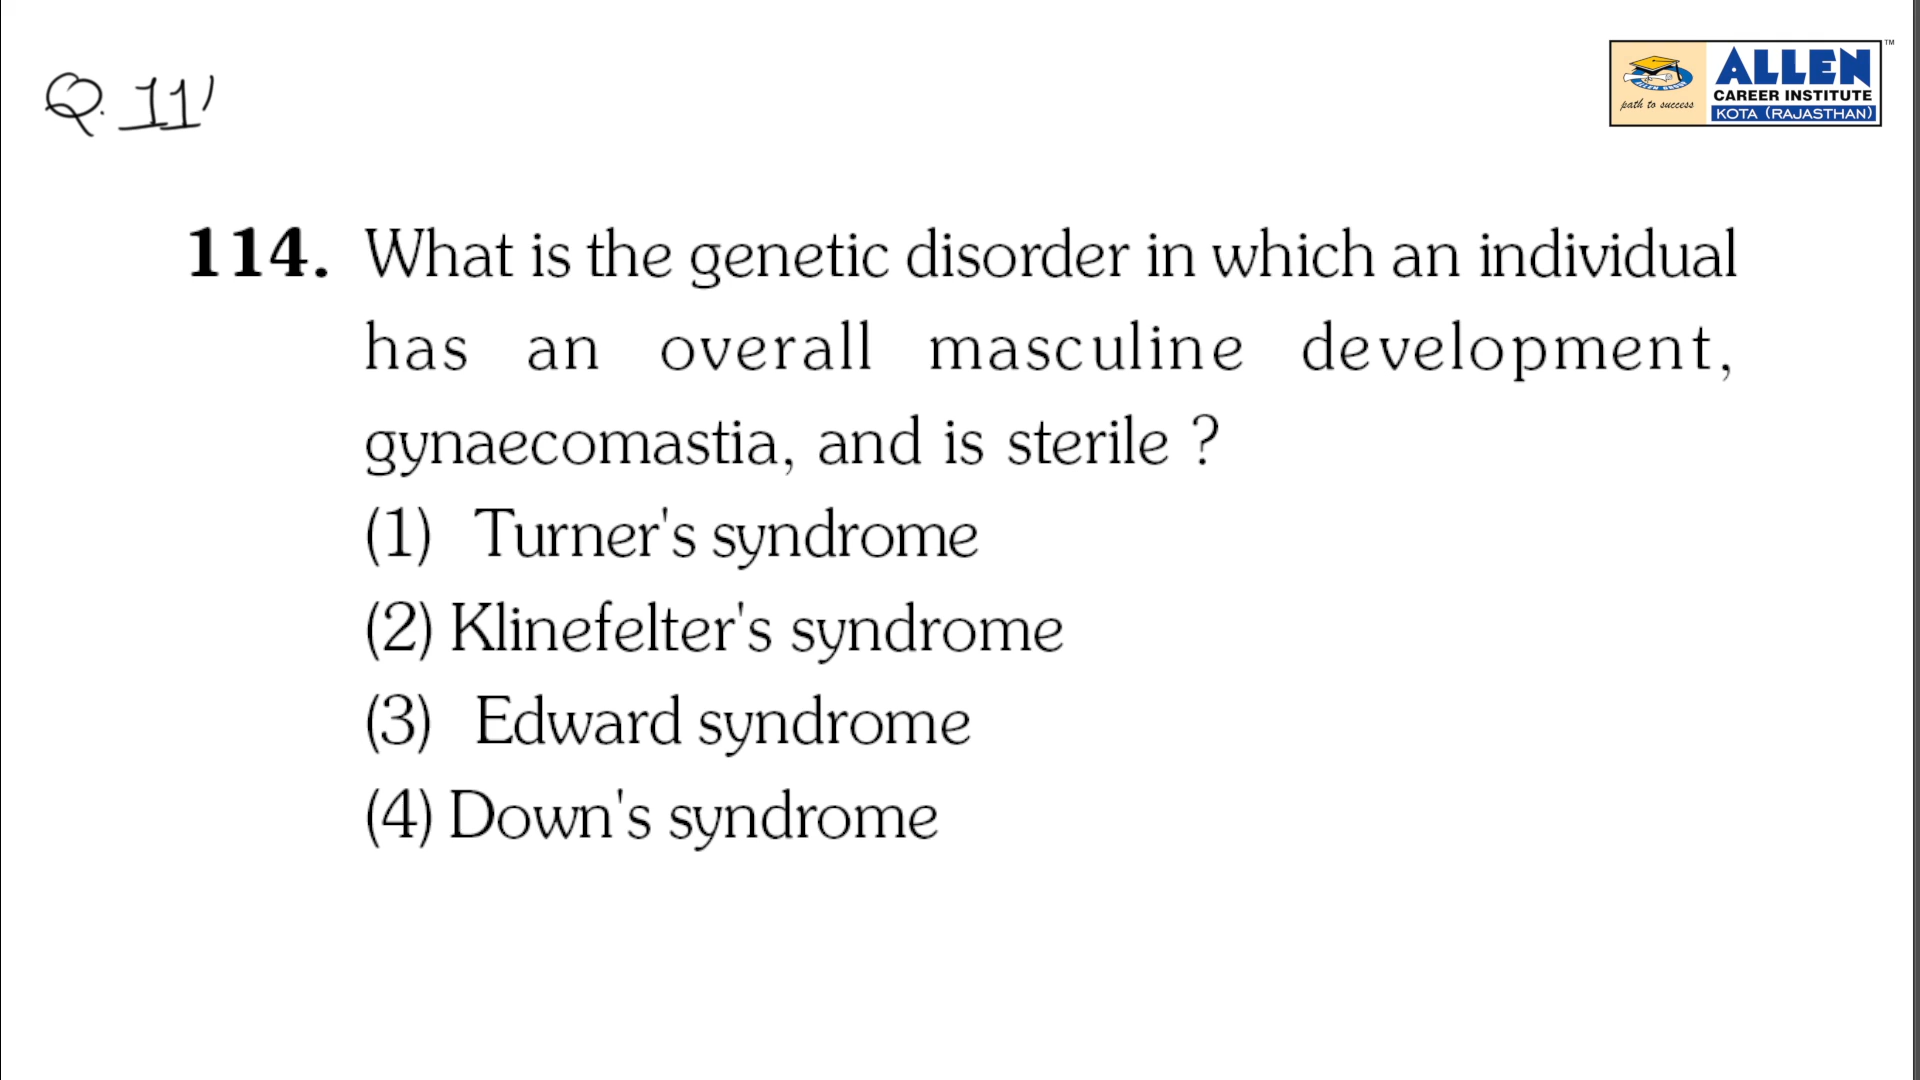 Q. 11
path to success
ALLEN
CAREER INSTITUTE
KOTA (RAJASTHAN)
TM
114. What is the genetic disorder in which an individual
has an overall masculine development,
gynaecomastia, and is sterile ?
(1) Turner's syndrome
(2) Klinefelter's syndrome
(3) Edward syndrome
(4) Down's syndrome